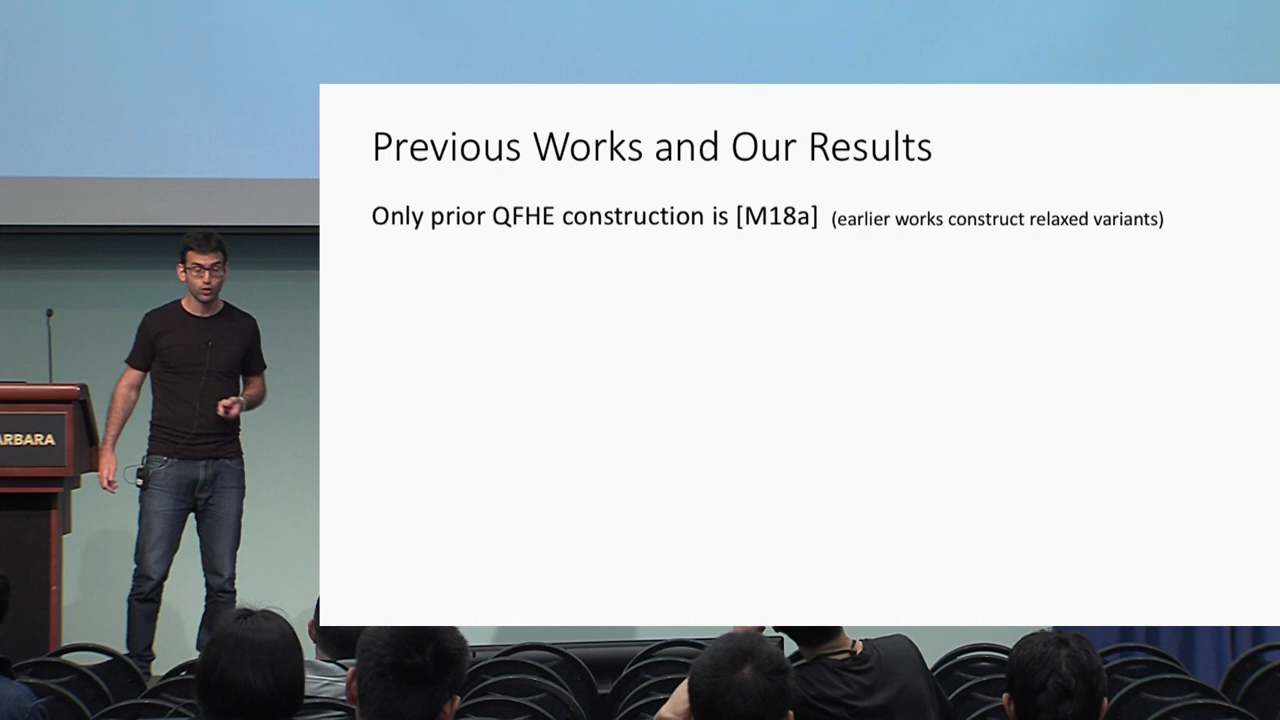 Previous Works and Our Results
Only prior QFHE construction is [M18a] (earlier works construct relaxed variants)
ARBARA